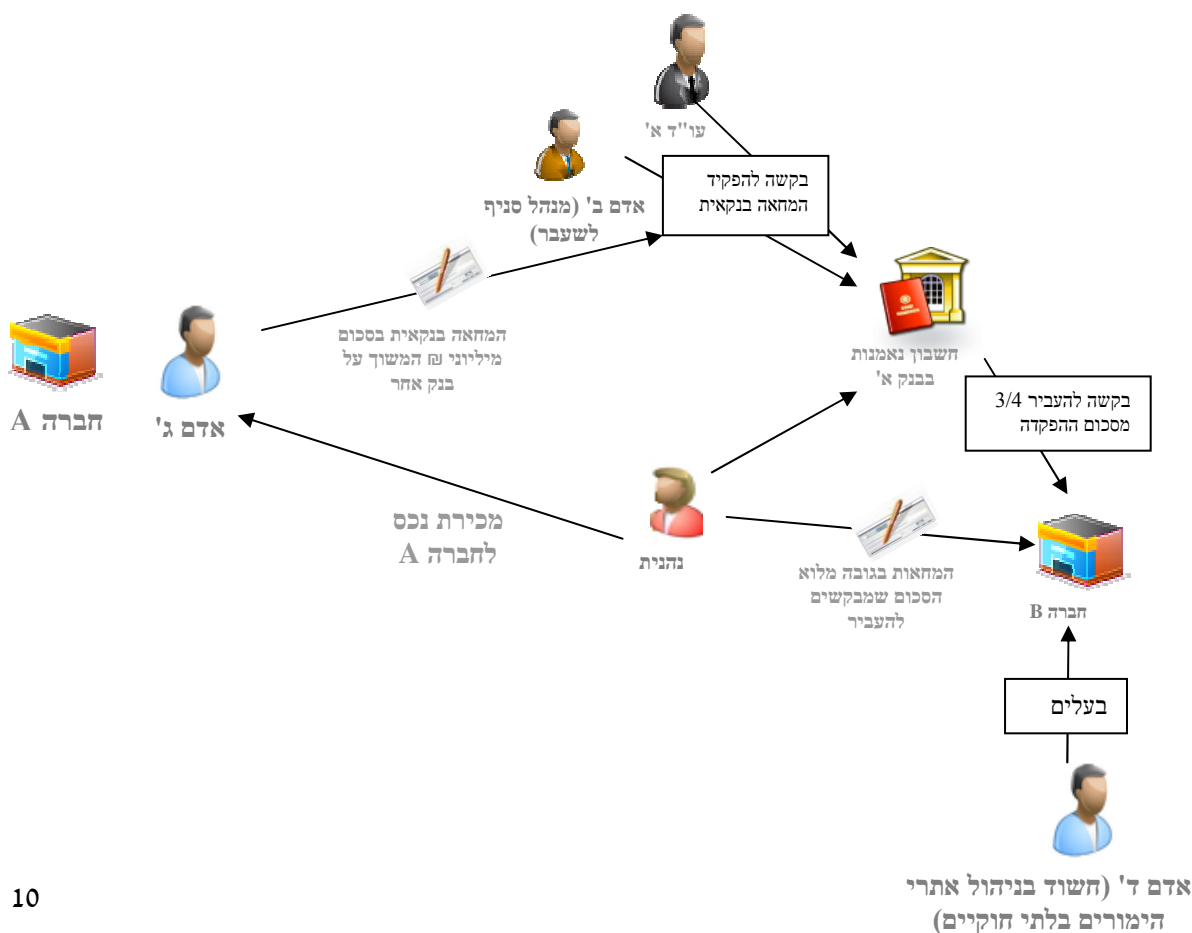 עו"ד א'
בקשה להפקיד
המחאה בנקאית
אדם ב' (מנהל סניף
לשעבר)
המחאה בנקאית בסכום
מיליוני ₪ המשוך על
בנק אחר
חברה A
אדם ג'
חשבון נאמנות
בבנק א'
בקשה להעביר 3/4
מסכום ההפקדה
מכירת נכס
לחברה A
נהנית
המחאות בגובה מלוא
הסכום שמבקשים
להעביר
חברה B
בעלים
אדם ד' (חשוד בניהול אתרי
הימורים בלתי חוקיים)
10